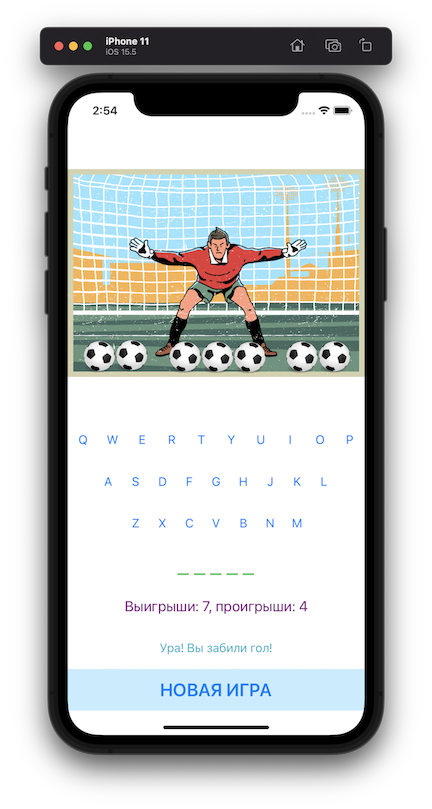 iPhone 11
iOS 15.5
2:54
Q W E R T Y U I O P
A S D F G H J K L
Z X C V B N M
_ _ _ _ _
Выигрыши: 7, проигрыши: 4
Ура! Вы забили гол!
НОВАЯ ИГРА